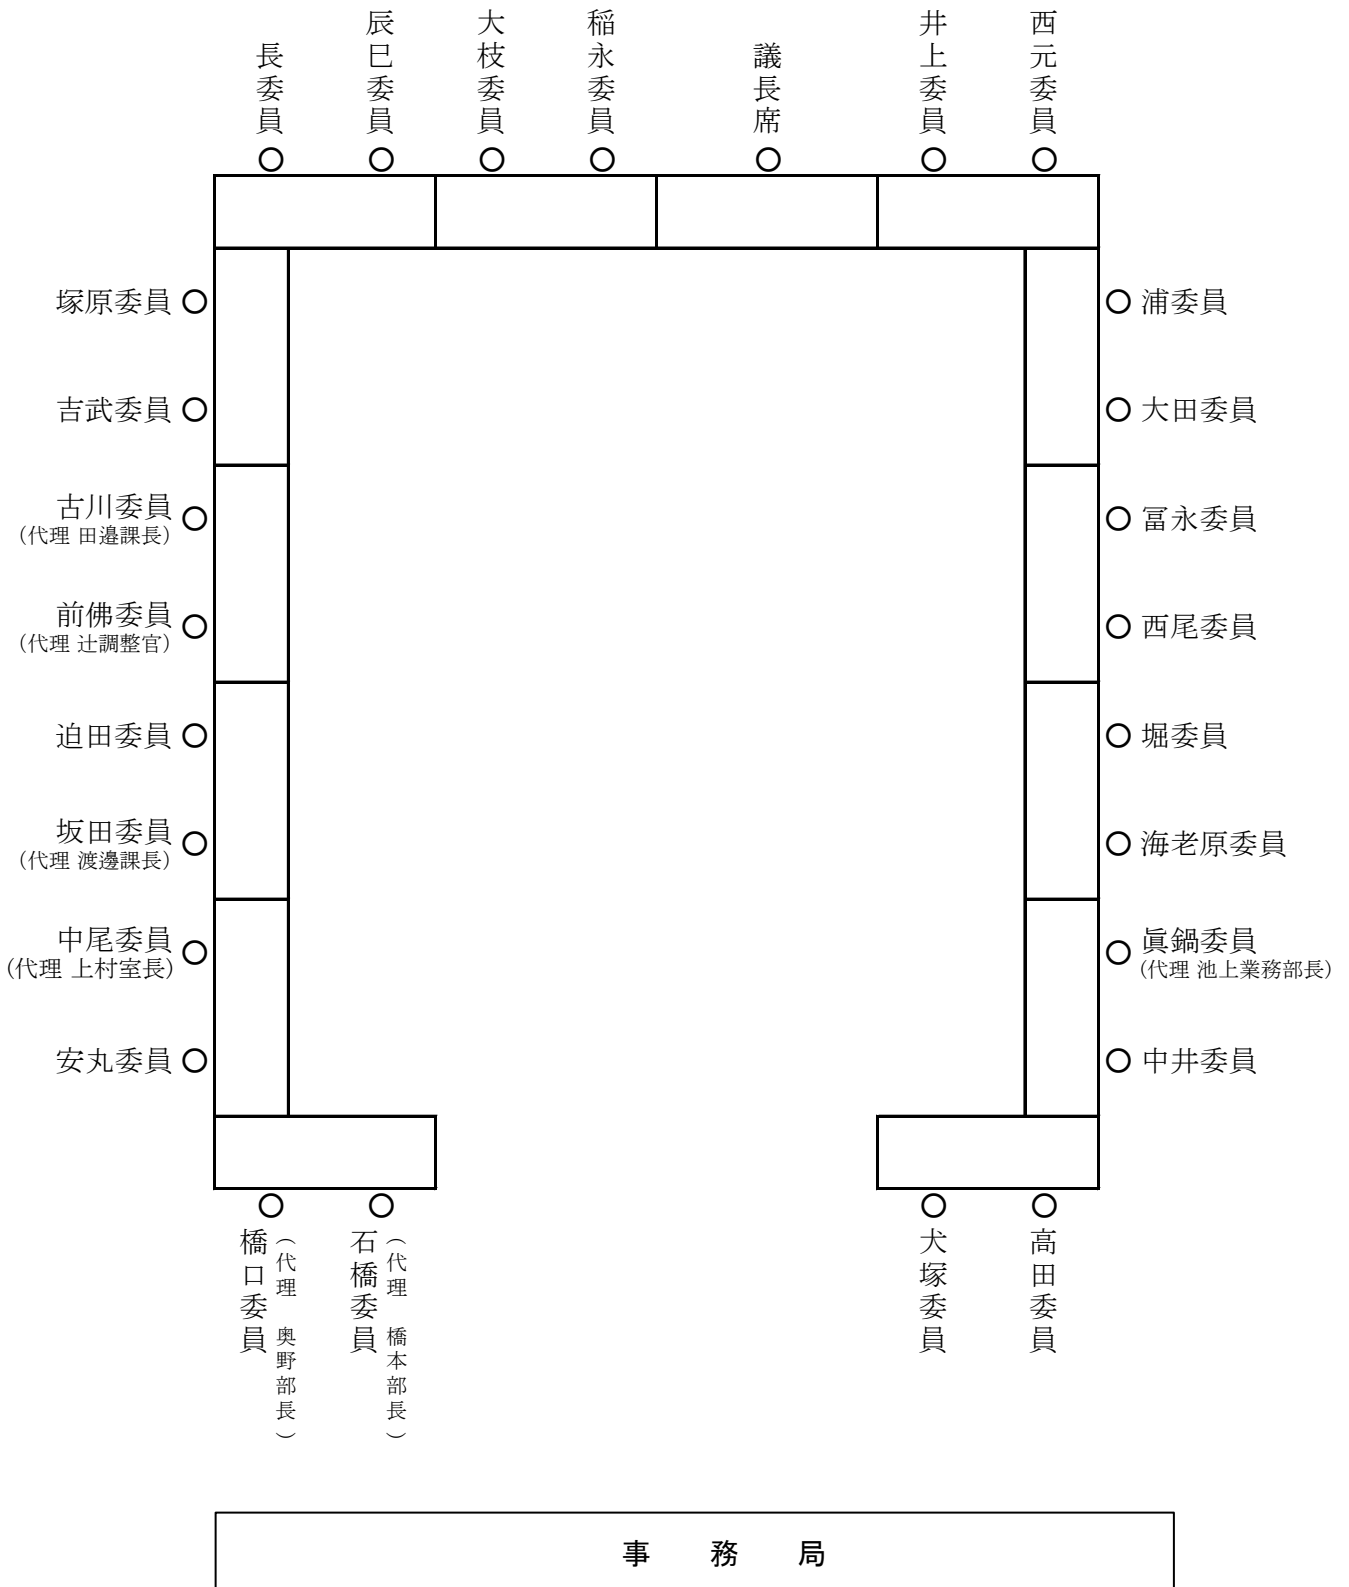 長委員
辰巳委員
大枝委員
稲永委員
議長席
井上委員
西元委員
塚原委員
吉武委員
古川委員
(代理 田邉課長)
前佛委員
(代理 辻調整官)
迫田委員
坂田委員
(代理 渡邊課長)
中尾委員
(代理 上村室長)
安丸委員
浦委員
大田委員
冨永委員
西尾委員
堀委員
海老原委員
眞鍋委員
(代理 池上業務部長)
中井委員
橋口委員
(代理 奥野部長)
石橋委員
(代理 橋本部長)
犬塚委員
高田委員
事 務 局